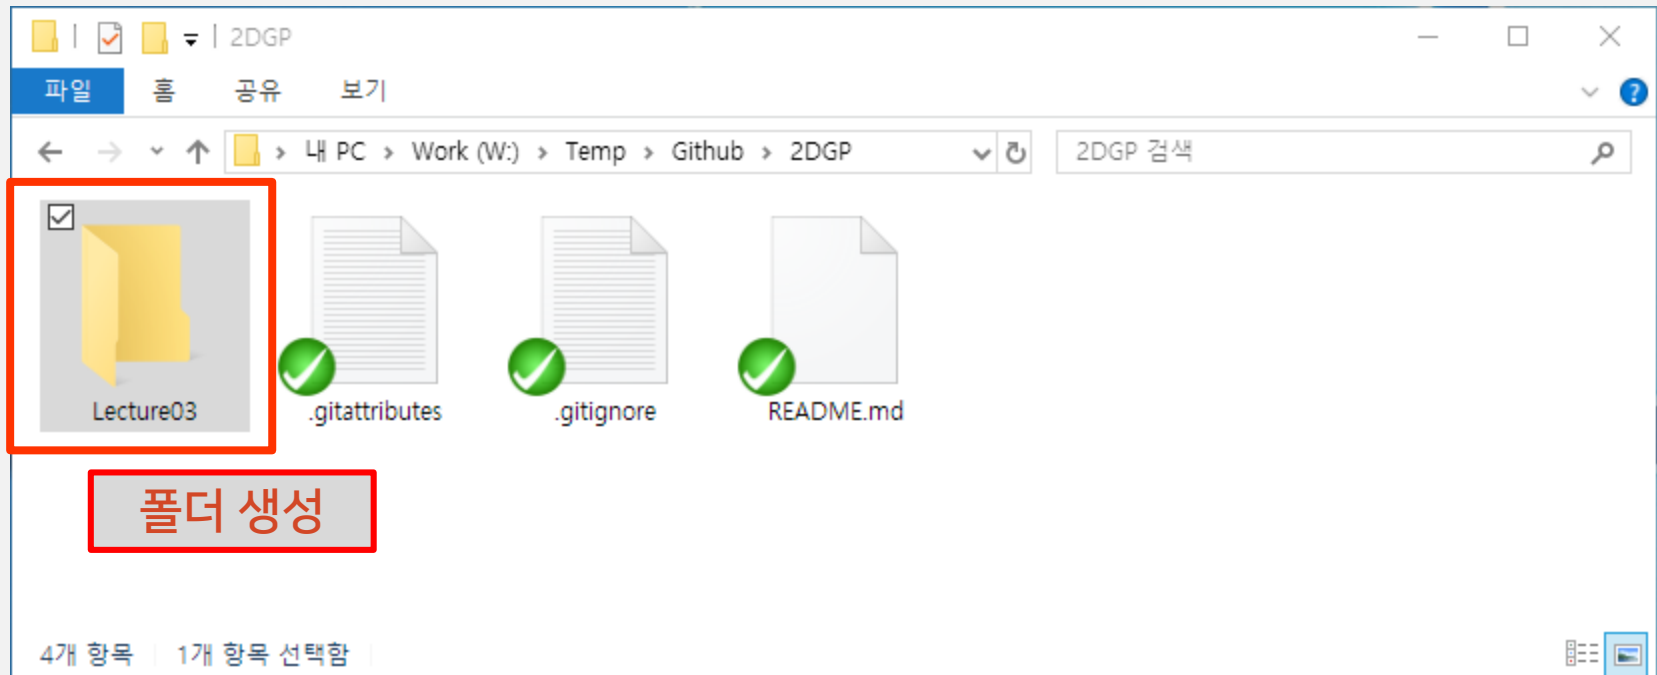 2DGP
파일 홈 공유 보기
내 PC > Work (W:) > Temp > Github > 2DGP
2DGP 검색
Lecture03 .gitattributes .gitignore README.md
폴더 생성
4개 항목 1개 항목 선택함